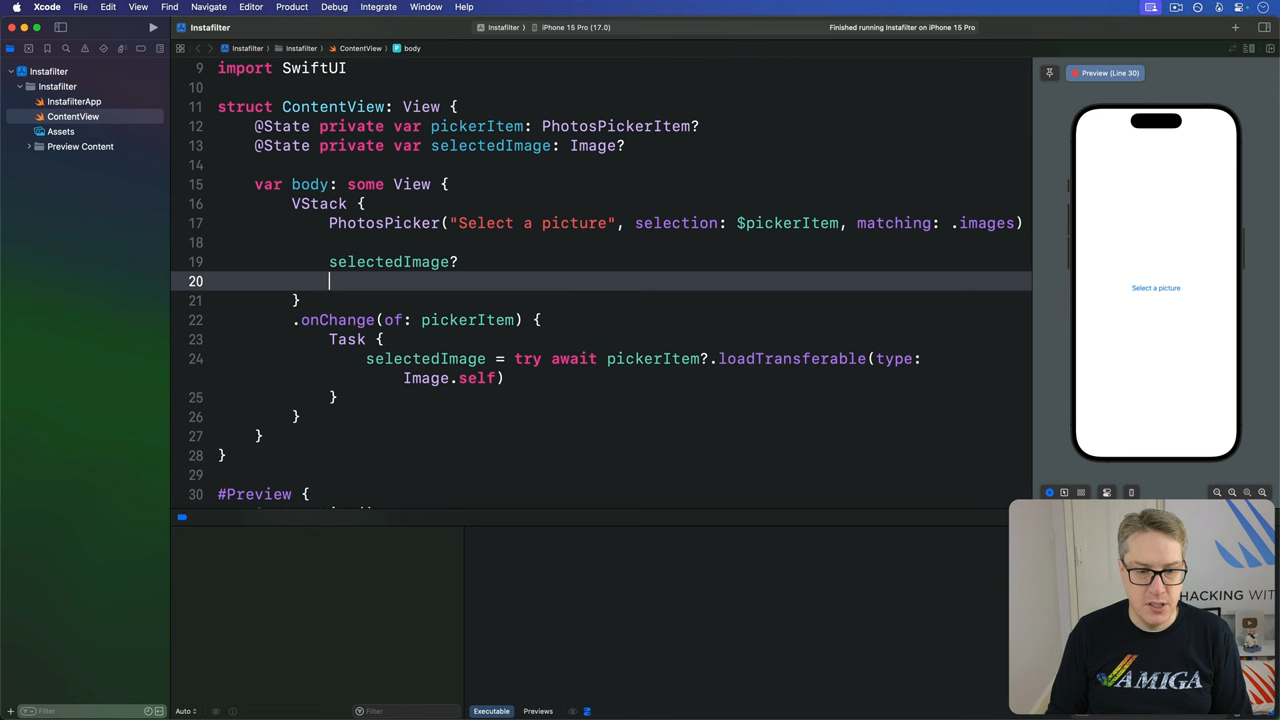 Xcode File Edit View Find Navigate Editor Product Debug Integrate Window Help
Instafilter
Instafilter > iPhone 15 Pro (17.0)
Finished running Instafilter on iPhone 15 Pro
Instafilter > Instafilter > ContentView > body
Instafilter
Instafilter
InstafilterApp
ContentView
Assets
Preview Content
9 import SwiftUI
10
11 struct ContentView: View {
12 @State private var pickerItem: PhotosPickerItem?
13 @State private var selectedImage: Image?
14
15 var body: some View {
16 VStack {
17 PhotosPicker("Select a picture", selection: $pickerItem, matching: .images)
18
19 selectedImage?
20
21 }
22 .onChange(of: pickerItem) {
23 Task {
24 selectedImage = try await pickerItem?.loadTransferable(type:
Image.self)
25 }
26 }
27 }
28 }
29
30 #Preview {
Preview (Line 30)
Select a picture
HACKING WIT
AMIGA
Filter
Auto
Filter
Executable
Previews